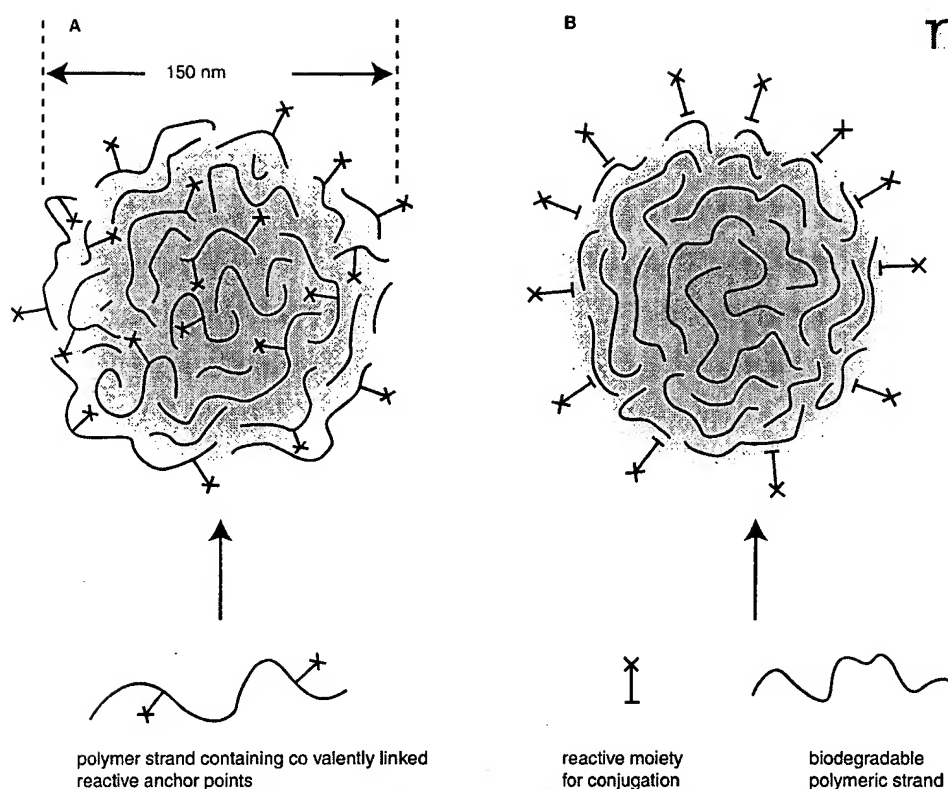 A
B
150 nm
polymer strand containing co valently linked
reactive anchor points
reactive moiety
for conjugation
biodegradable
polymeric strand